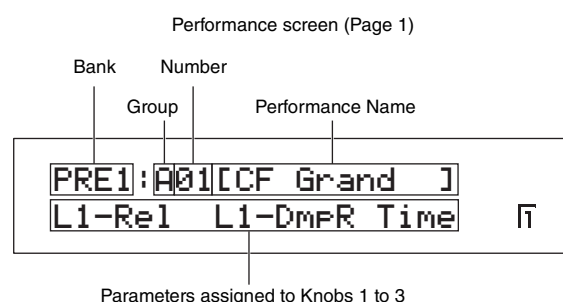 Performance screen (Page 1)
Bank Number
Group Performance Name
PRE1:A01[CF Grand ]
L1-Rel L1-DmpR Time 1
Parameters assigned to Knobs 1 to 3